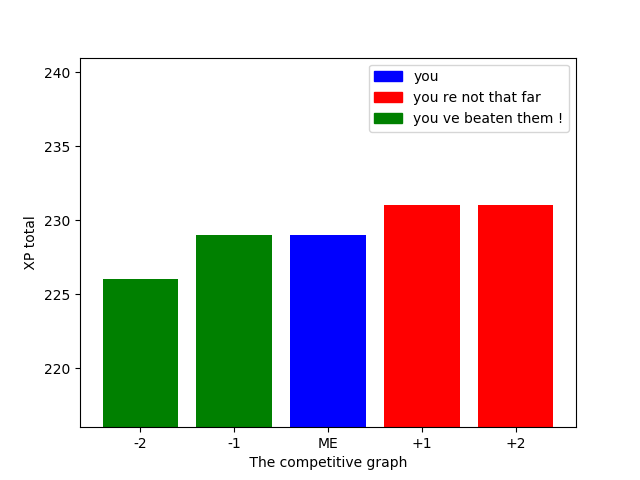 240
235
230
225
220
XP total
you
you re not that far
you ve beaten them !
-2 -1 ME +1 +2
The competitive graph